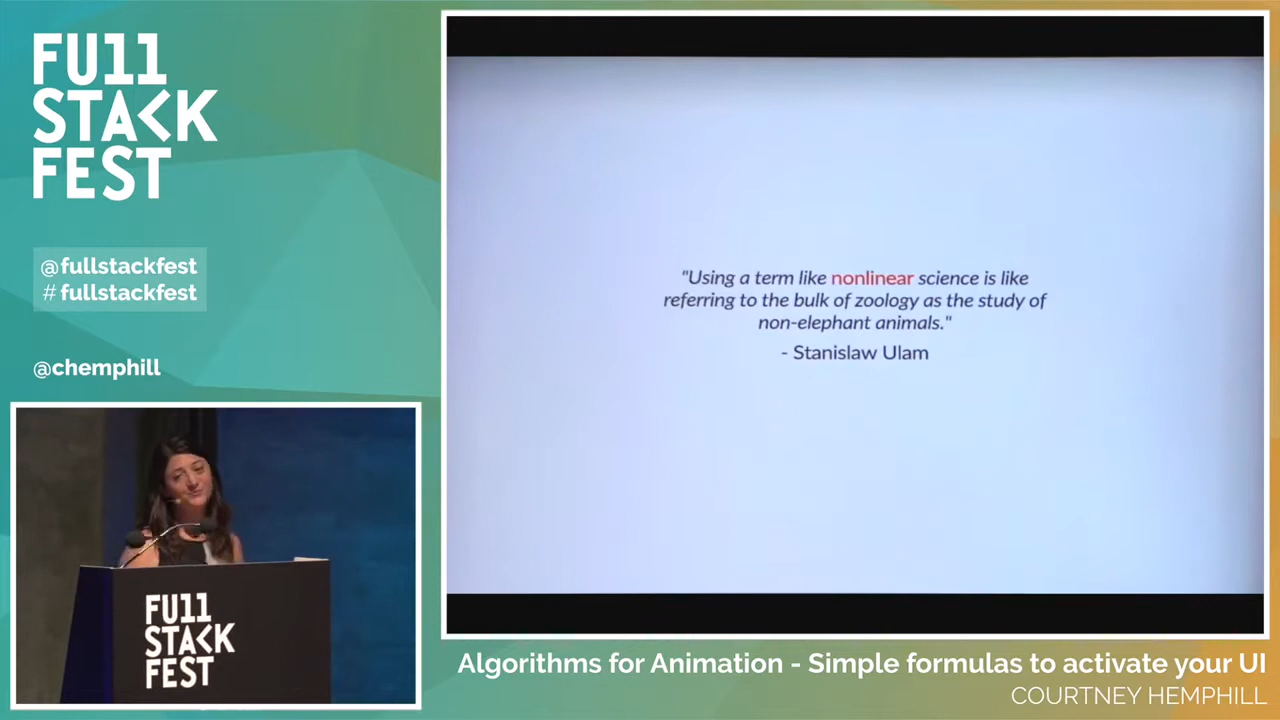 FU11
STACK
FEST
@fullstackfest
# fullstackfest
@chemphill
"Using a term like nonlinear science is like
referring to the bulk of zoology as the study of
non-elephant animals."
- Stanislaw Ulam
FU11
STACK
FEST
Algorithms for Animation - Simple formulas to activate your UI
COURTNEY HEMPHILL